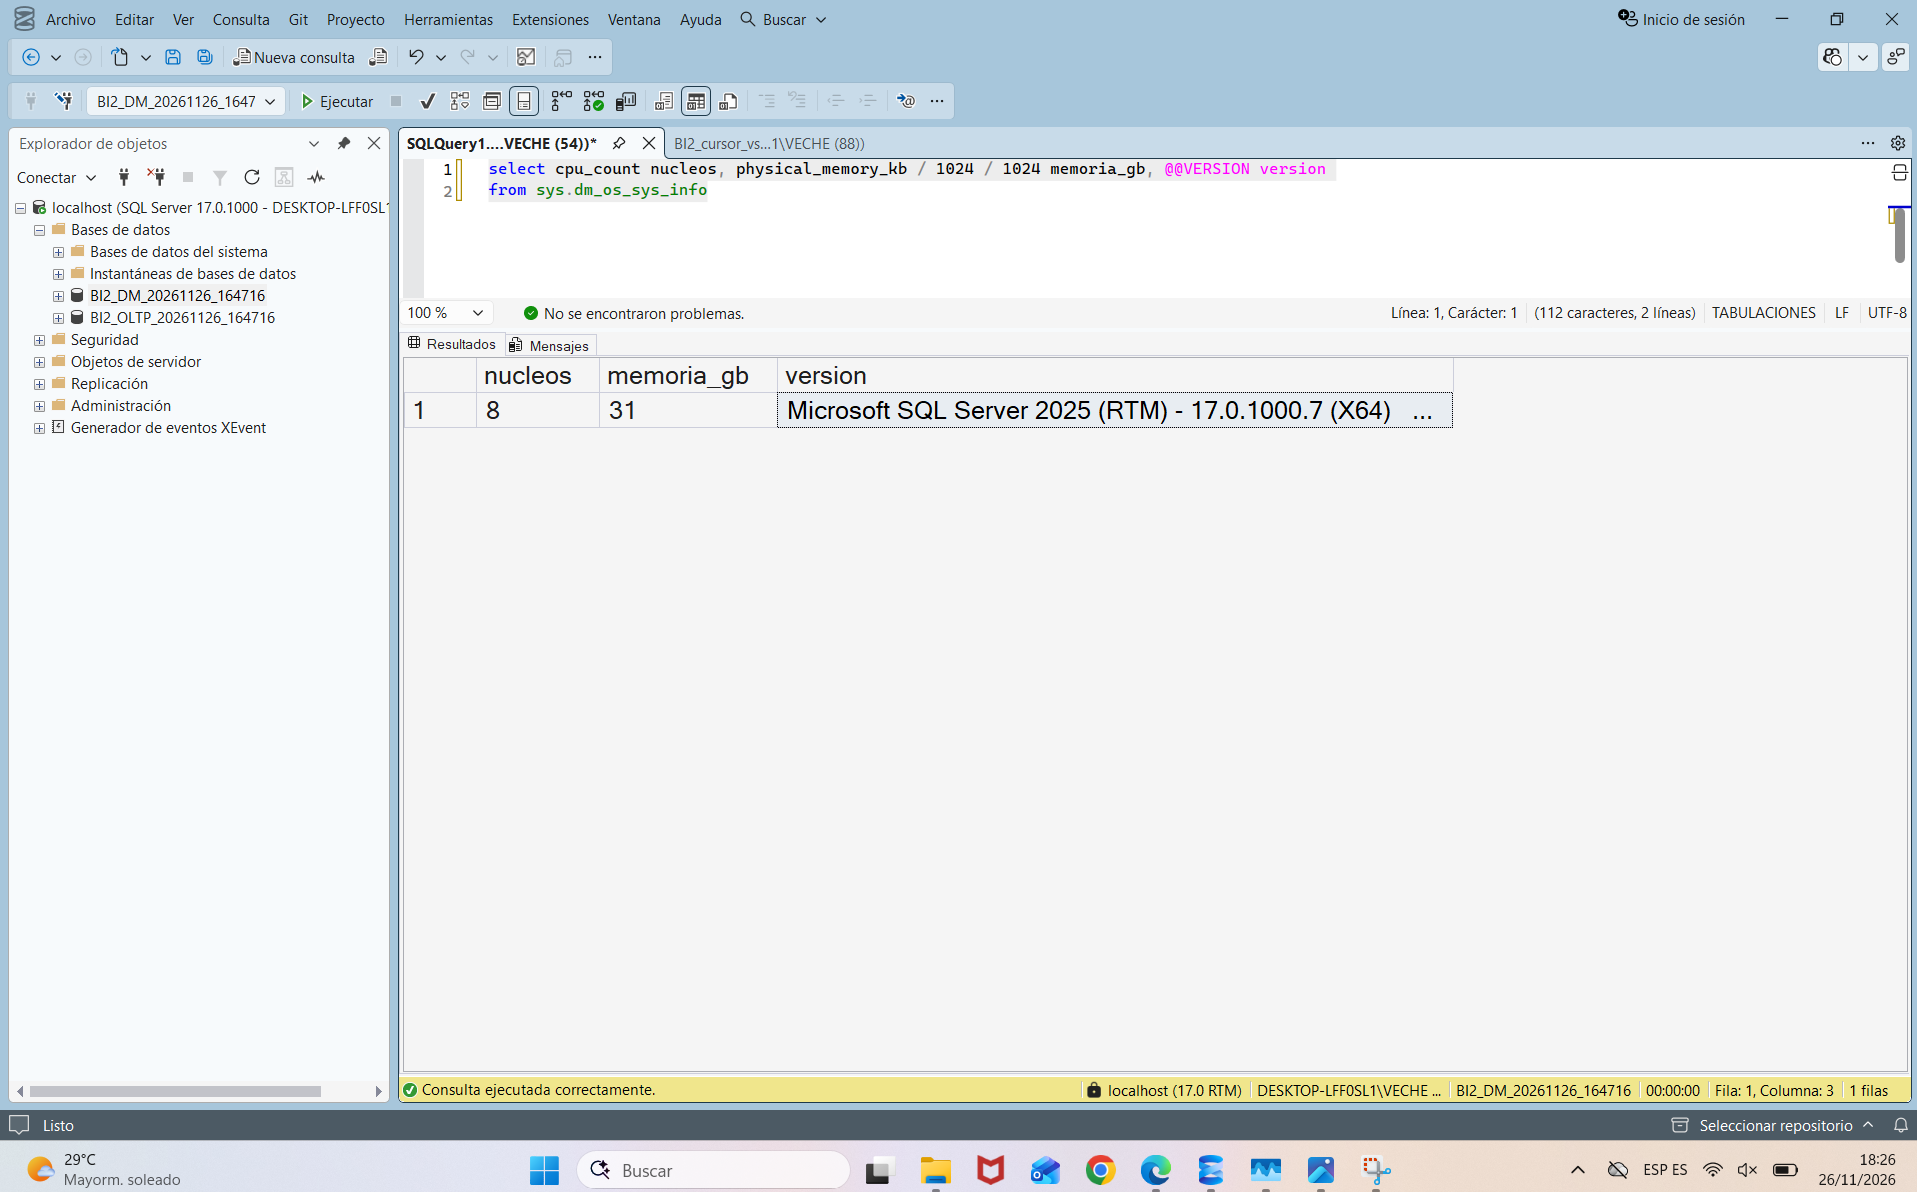 Archivo Editar Ver Consulta Git Proyecto Herramientas Extensiones Ventana Ayuda Buscar Inicio de sesión
Nueva consulta
BI2_DM_20261126_1647 Ejecutar
Explorador de objetos
Conectar
localhost (SQL Server 17.0.1000 - DESKTOP-LFF0SL1
Bases de datos
Bases de datos del sistema
Instantáneas de bases de datos
BI2_DM_20261126_164716
BI2_OLTP_20261126_164716
Seguridad
Objetos de servidor
Replicación
Administración
Generador de eventos XEvent
SQLQuery1....VECHE (54))* BI2_cursor_vs...1\VECHE (88))
1 select cpu_count nucleos, physical_memory_kb / 1024 / 1024 memoria_gb, @@VERSION version
2 from sys.dm_os_sys_info
100 % No se encontraron problemas. Línea: 1, Carácter: 1 (112 caracteres, 2 líneas) TABULACIONES LF UTF-8
Resultados Mensajes
nucleos memoria_gb version
1 8 31 Microsoft SQL Server 2025 (RTM) - 17.0.1000.7 (X64) ...
Consulta ejecutada correctamente. localhost (17.0 RTM) DESKTOP-LFF0SL1\VECHE ... BI2_DM_20261126_164716 00:00:00 Fila: 1, Columna: 3 1 filas
Listo Seleccionar repositorio
29°C
Mayorm. soleado
Buscar
ESP ES
18:26
26/11/2026